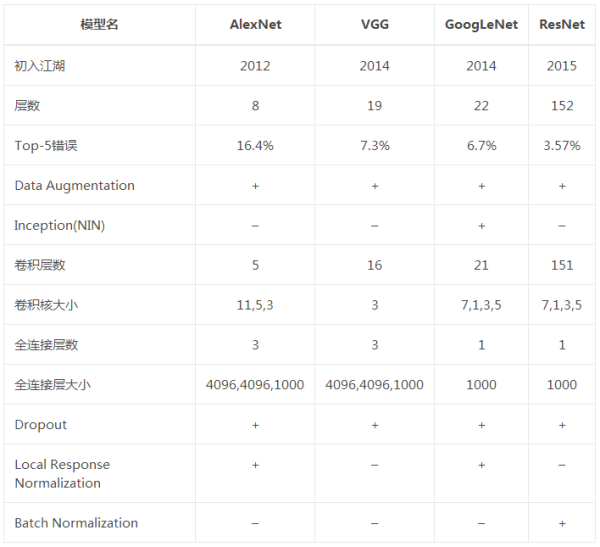 模型名 AlexNet VGG GoogLeNet ResNet
初入江湖 2012 2014 2014 2015
层数 8 19 22 152
Top-5错误 16.4% 7.3% 6.7% 3.57%
Data Augmentation + + + +
Inception(NIN) – – + –
卷积层数 5 16 21 151
卷积核大小 11,5,3 3 7,1,3,5 7,1,3,5
全连接层数 3 3 1 1
全连接层大小 4096,4096,1000 4096,4096,1000 1000 1000
Dropout + + + +
Local Response
Normalization + – + –
Batch Normalization – – – +